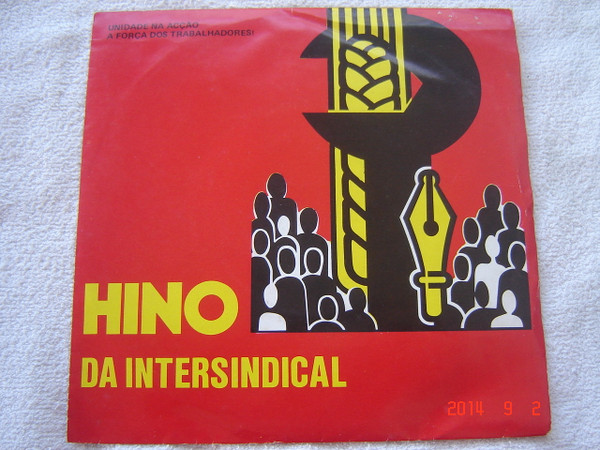 UNIDADE NA ACÇÃO
A FORÇA DOS TRABALHADORES!
HINO
DA INTERSINDICAL
2014 9 2